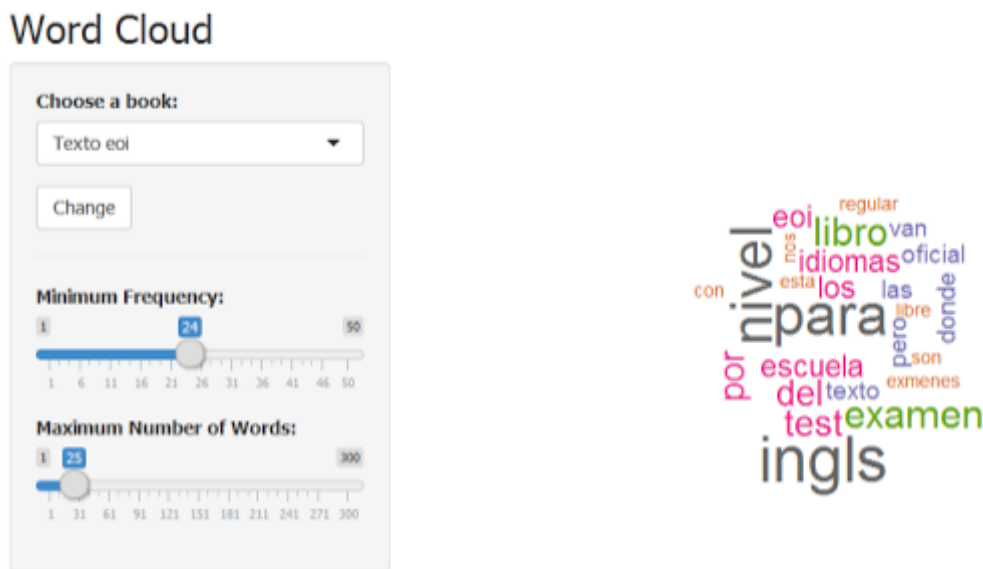 Word Cloud
Choose a book:
Texto eoi
Change
Minimum Frequency:
1 24 50
1 6 11 16 21 26 31 36 41 46 50
Maximum Number of Words:
1 25 300
1 31 61 91 121 151 181 211 241 271 300
regular
eoi
libro
van
nos
idiomas
oficial
nivel
con
esta
los
las
donde
para
libre
pero
son
por
escuela
del
texto
exmenes
test
examen
ingls